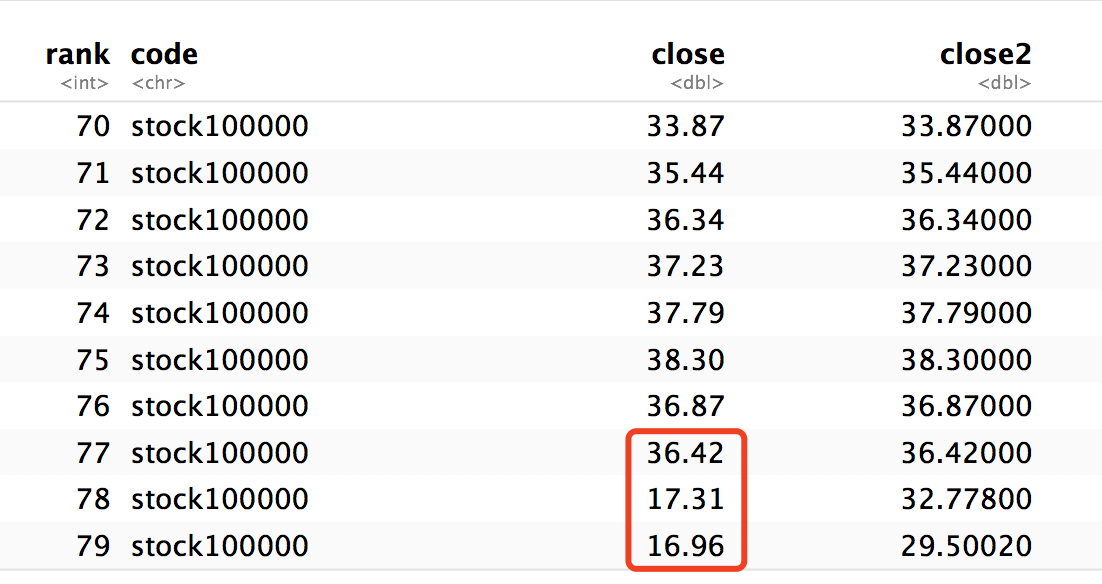 rank code close close2
<int> <chr> <dbl> <dbl>
70 stock100000 33.87 33.87000
71 stock100000 35.44 35.44000
72 stock100000 36.34 36.34000
73 stock100000 37.23 37.23000
74 stock100000 37.79 37.79000
75 stock100000 38.30 38.30000
76 stock100000 36.87 36.87000
77 stock100000 36.42 36.42000
78 stock100000 17.31 32.77800
79 stock100000 16.96 29.50020